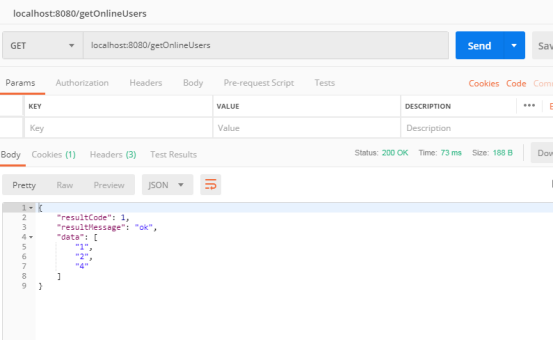 localhost:8080/getOnlineUsers
GET localhost:8080/getOnlineUsers Send Sav
Params Authorization Headers Body Pre-request Script Tests Cookies Code Com
KEY VALUE DESCRIPTION ••• E
Key Value Description
Body Cookies (1) Headers (3) Test Results Status: 200 OK Time: 73 ms Size: 188 B Dow
Pretty Raw Preview JSON
1 {
2 "resultCode": 1,
3 "resultMessage": "ok",
4 "data": [
5 "1",
6 "2",
7 "4"
8 ]
9 }